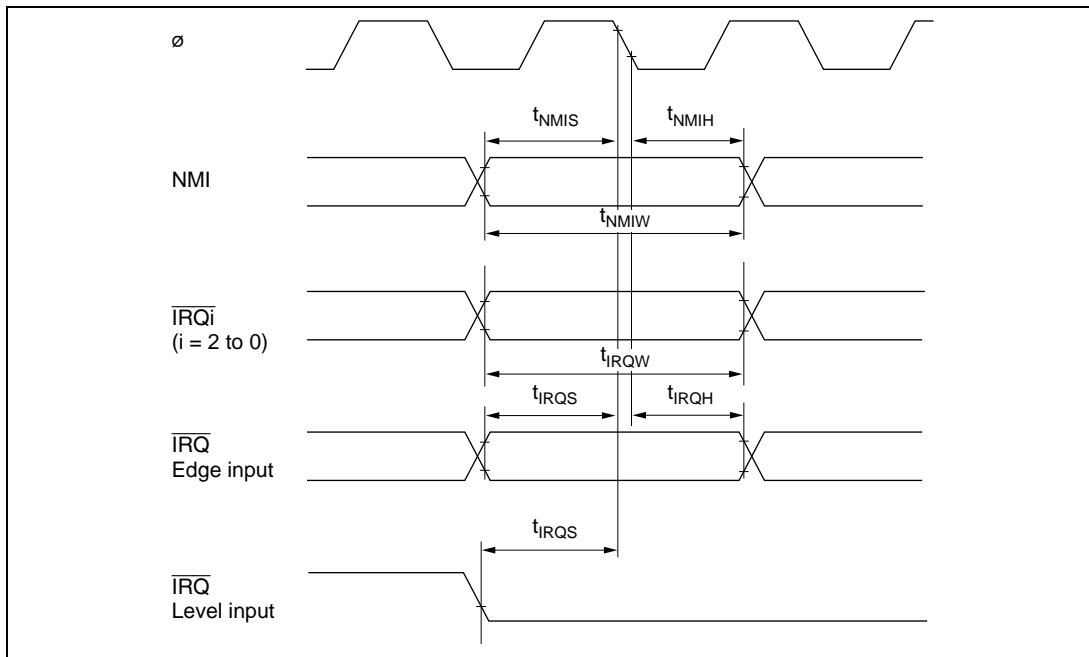 ø
tNMIS
tNMIH
NMI
tNMIW
IRQi
(i = 2 to 0)
tIRQW
tIRQS
tIRQH
IRQ
Edge input
tIRQS
IRQ
Level input